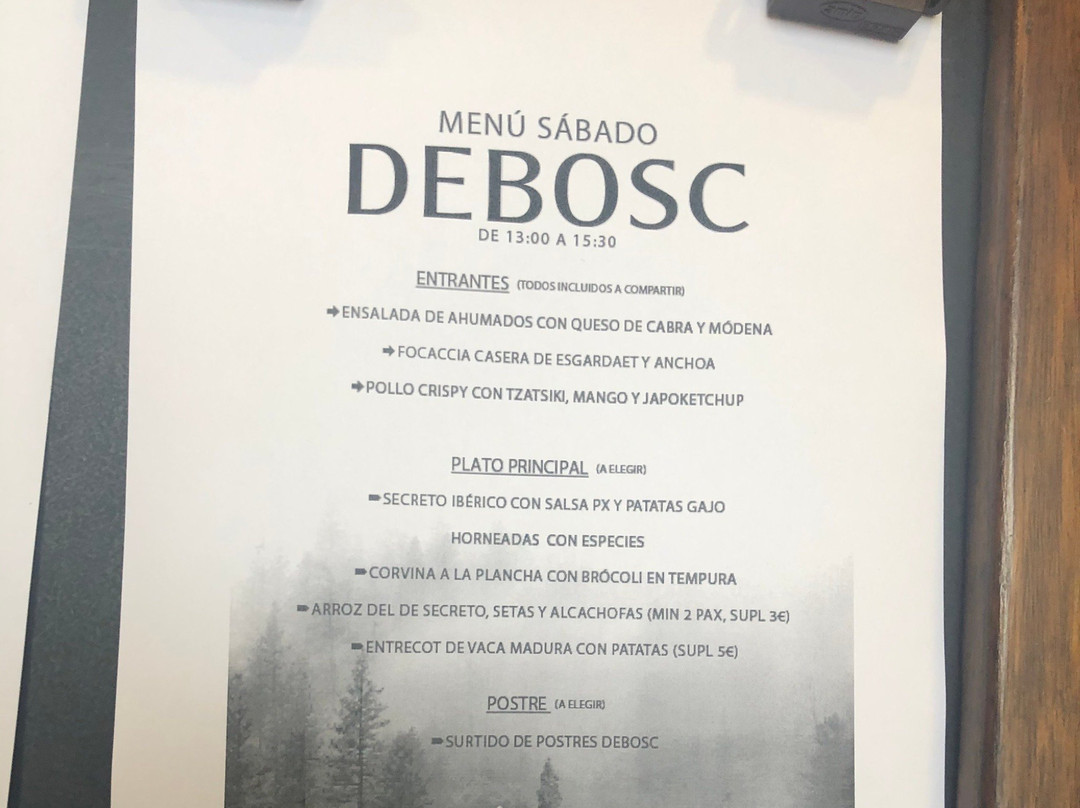 MENÚ SÁBADO
DEBOSC
DE 13:00 A 15:30
ENTRANTES (TODOS INCLUIDOS A COMPARTIR)
➡ENSALADA DE AHUMADOS CON QUESO DE CABRA Y MÓDENA
➡FOCACCIA CASERA DE ESGARDAET Y ANCHOA
➡POLLO CRISPY CON TZATSIKI, MANGO Y JAPOKETCHUP
PLATO PRINCIPAL (A ELEGIR)
➡SECRETO IBÉRICO CON SALSA PX Y PATATAS GAJO
HORNEADAS CON ESPECIES
➡CORVINA A LA PLANCHA CON BRÓCOLI EN TEMPURA
➡ARROZ DEL DE SECRETO, SETAS Y ALCACHOFAS (MIN 2 PAX, SUPL 3€)
➡ENTRECOT DE VACA MADURA CON PATATAS (SUPL 5€)
POSTRE (A ELEGIR)
➡SURTIDO DE POSTRES DEBOSC